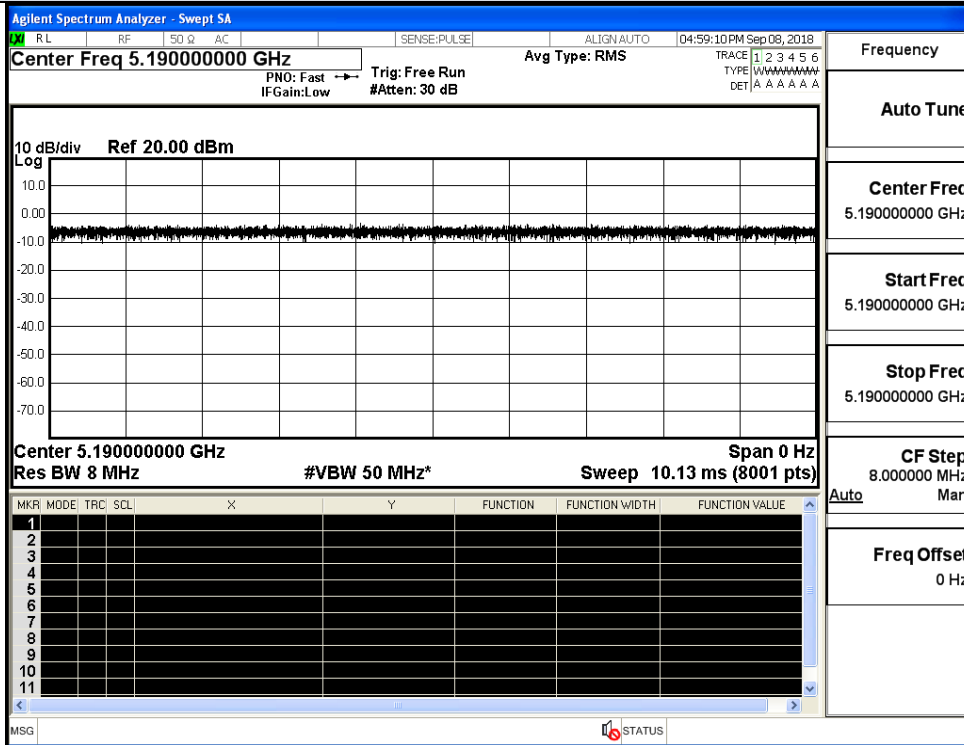 Agilent Spectrum Analyzer - Swept SA
LXI RL RF 50 Ω AC SENSE:PULSE ALIGN AUTO 04:59:10 PM Sep 08, 2018
Center Freq 5.190000000 GHz
PNO: Fast
IFGain:Low
Trig: Free Run
#Atten: 30 dB
Avg Type: RMS
TRACE 1 2 3 4 5 6
TYPE WWWWWW
DET A A A A A A
10 dB/div Ref 20.00 dBm
Log
10.0
0.00
-10.0
-20.0
-30.0
-40.0
-50.0
-60.0
-70.0
Center 5.190000000 GHz Span 0 Hz
Res BW 8 MHz #VBW 50 MHz* Sweep 10.13 ms (8001 pts)
MKR MODE TRC SCL X Y FUNCTION FUNCTION WIDTH FUNCTION VALUE
1
2
3
4
5
6
7
8
9
10
11
MSG STATUS
Frequency
Auto Tune
Center Freq
5.190000000 GHz
Start Freq
5.190000000 GHz
Stop Freq
5.190000000 GHz
CF Step
8.000000 MHz
Auto Man
Freq Offset
0 Hz